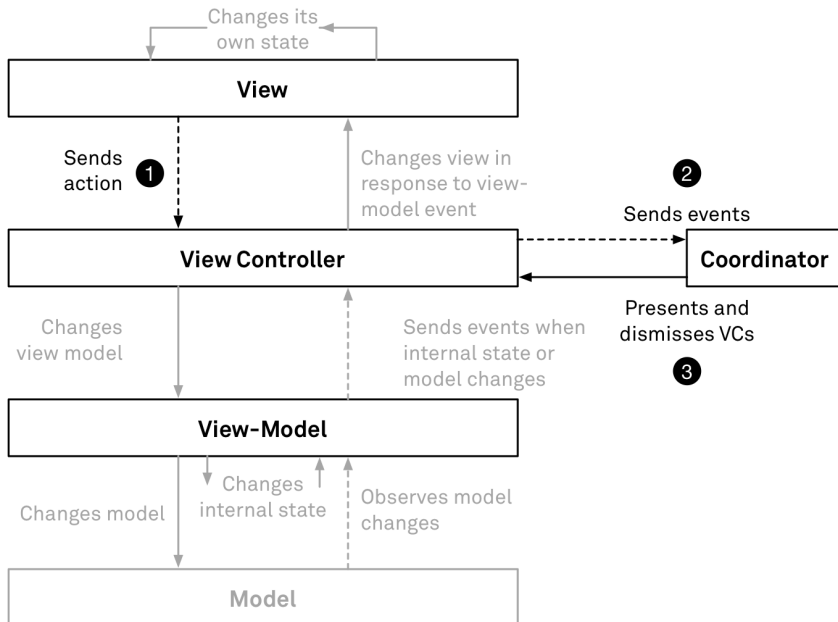 Changes its
own state
View
Sends
action
1
Changes view in
response to view-
model event
2
Sends events
View Controller
Coordinator
Presents and
dismisses VCs
3
Changes
view model
Sends events when
internal state or
model changes
View-Model
Changes model
Changes
internal state
Observes model
changes
Model